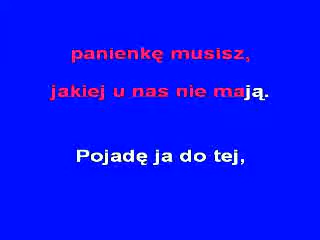 panienkę musisz,
jakiej u nas nie mają.
Pojadę ja do tej,